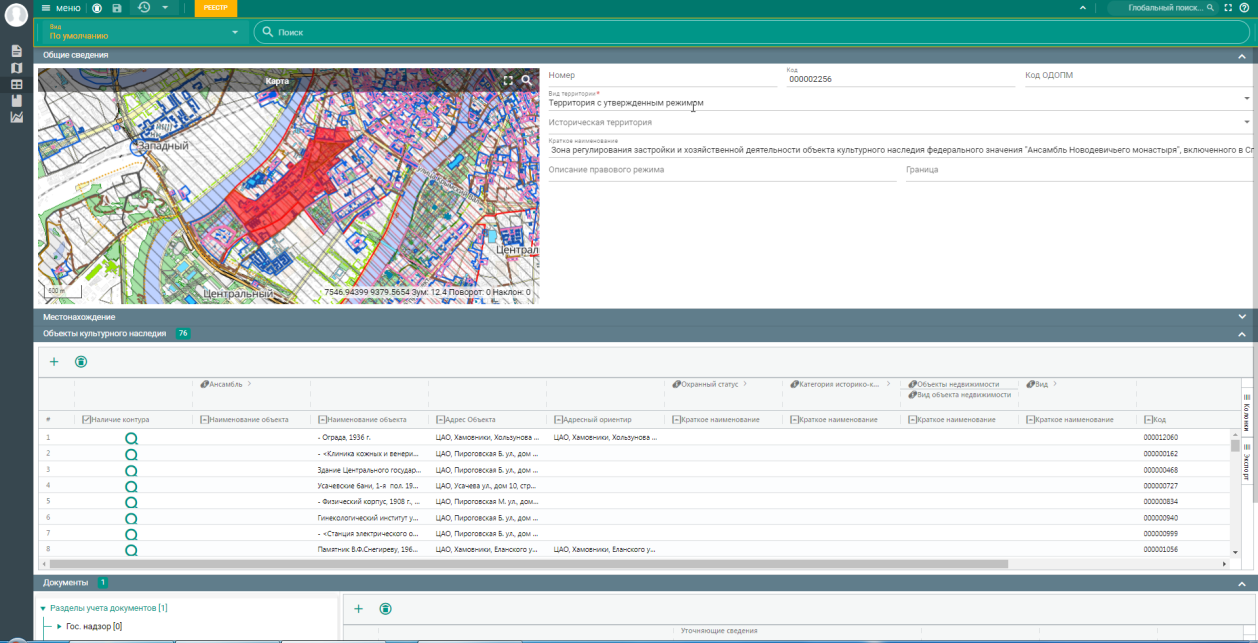 меню
РЕЕСТР
Глобальный поиск...
Вид
По умолчанию
Поиск
Общие сведения
Карта
Западный
Централ
Центральный
600 m
7546.94399 9379.5654 Зум: 12.4 Поворот: 0 Наклон: 0
Номер
Код
000002256
Код ОДОПМ
Вид территории*
Территория с утвержденным режимом
Историческая территория
Краткое наименование
Зона регулирования застройки и хозяйственной деятельности объекта культурного наследия федерального значения "Ансамбль Новодевичьего монастыря", включенного в Сп
Описание правового режима
Граница
Местонахождение
Объекты культурного наследия 76
Ансамбль >
Охранный статус >
Категория историко-к... >
Объекты недвижимости
Вид объекта недвижимости
Вид >
# Наличие контура Наименование объекта Наименование объекта Адрес Объекта Адресный ориентир Краткое наименование Краткое наименование Краткое наименование Краткое наименование Код
1 - Ограда, 1936 г. ЦАО, Хамовники, Хользунова ... ЦАО, Хамовники, Хользунова ... 000012060
2 - «Клиника кожных и венери... ЦАО, Пироговская Б. ул., дом ... 000000162
3 Здание Центрального государ... ЦАО, Пироговская Б. ул., дом ... 000000468
4 Усачевские бани, 1-я пол. 19... ЦАО, Усачева ул., дом 10, стр... 000000727
5 - Физический корпус, 1908 г., ... ЦАО, Пироговская М. ул., дом... 000000834
6 Гинекологический институт у... ЦАО, Пироговская Б. ул., дом ... 000000940
7 - «Станция электрического о... ЦАО, Пироговская Б. ул., дом ... 000000999
8 Памятник В.Ф.Снегиреву, 196... ЦАО, Хамовники, Еланского у... ЦАО, Хамовники, Еланского у... 000001056
Колонки
Экспорт
Документы 1
Разделы учета документов [1]
Гос. надзор [0]
Уточняющие сведения